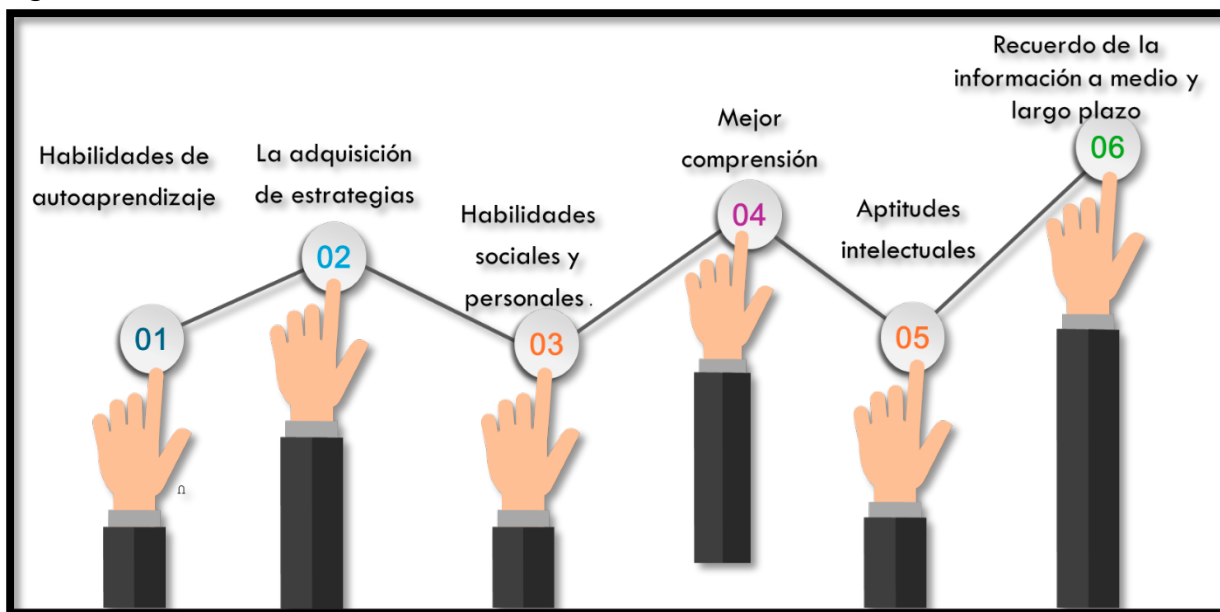 Habilidades de
autoaprendizaje
01
La adquisición
de estrategias
02
Habilidades
sociales y
personales.
03
Mejor
comprensión
04
Aptitudes
intelectuales
05
Recuerdo de la
información a medio y
largo plazo
06
Ω